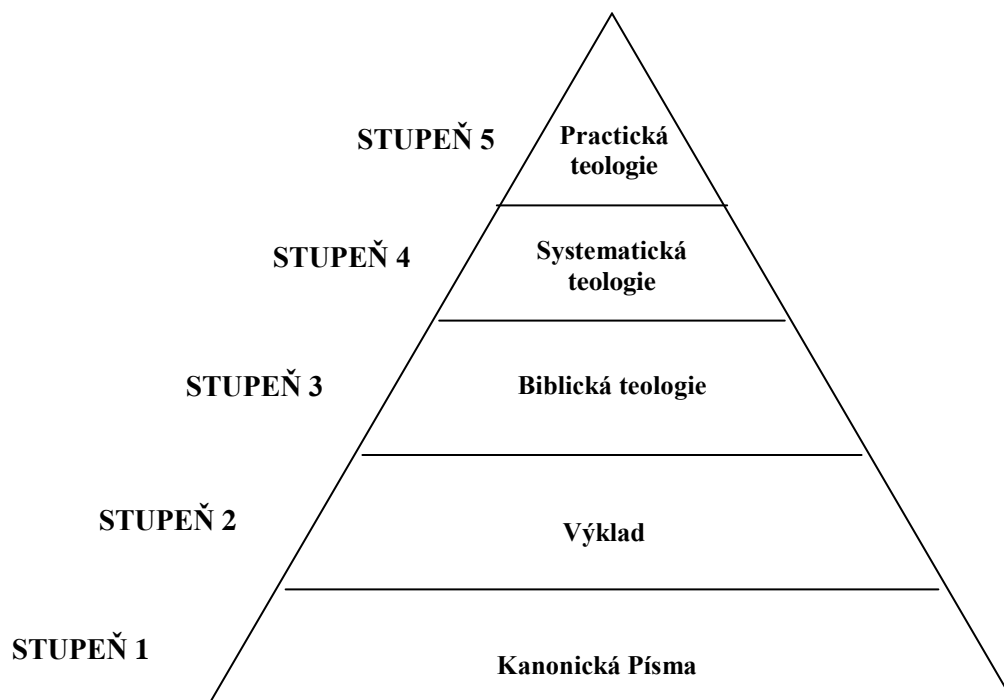 STUPEŇ 5
Practická
teologie
STUPEŇ 4
Systematická
teologie
STUPEŇ 3
Biblická teologie
STUPEŇ 2
Výklad
STUPEŇ 1
Kanonická Písma